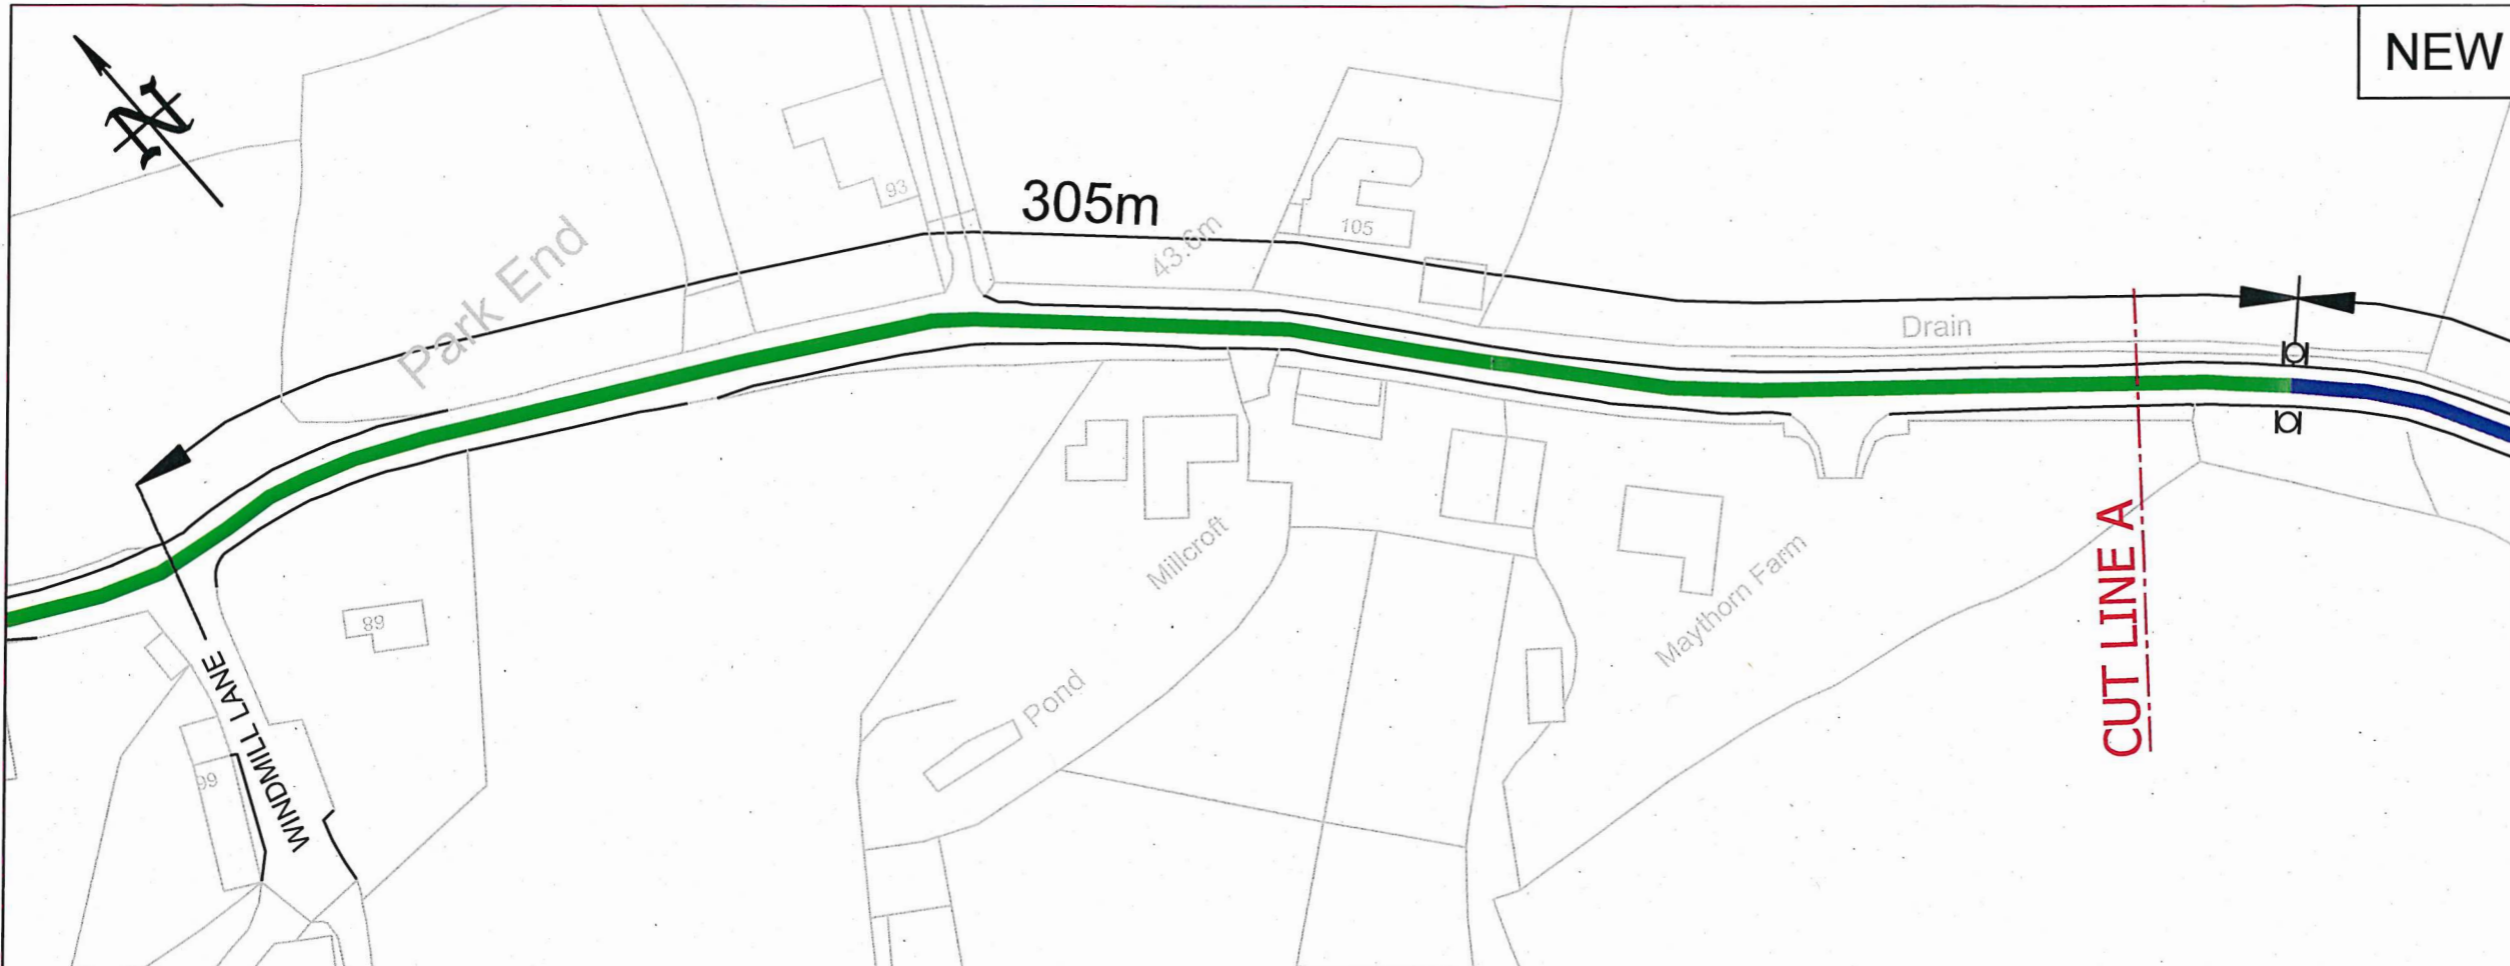 NEW
N
93
305m
43.6m
105
Park End
Drain
Millcroft
Maythorn Farm
CUT LINE A
89
WINDMILL LANE
99
Pond